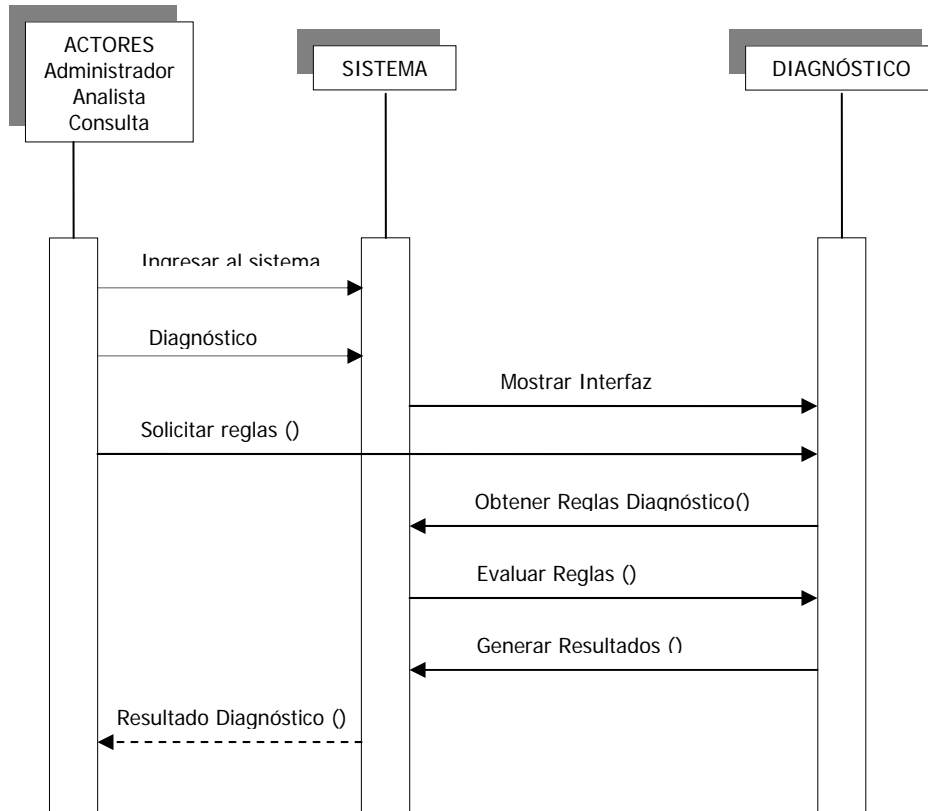 ACTORES
Administrador
Analista
Consulta
SISTEMA
DIAGNÓSTICO
Ingresar al sistema
Diagnóstico
Mostrar Interfaz
Solicitar reglas ()
Obtener Reglas Diagnóstico()
Evaluar Reglas ()
Generar Resultados ()
Resultado Diagnóstico ()